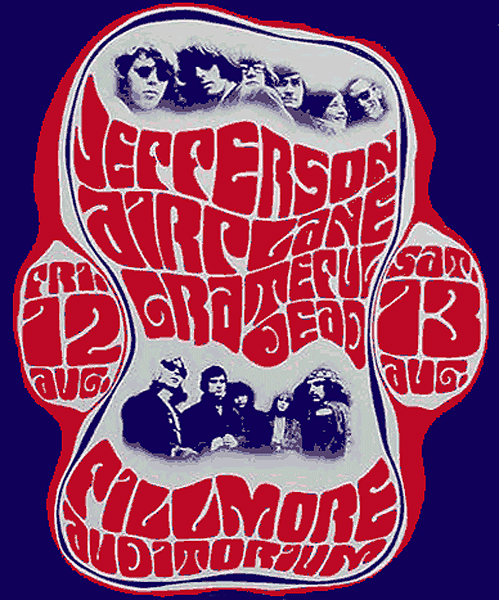 JEFFERSON
AIRPLANE
GRATEFUL
DEAD
FRI.
12
AUG.
SAT.
13
AUG.
FILLMORE
AUDITORIUM